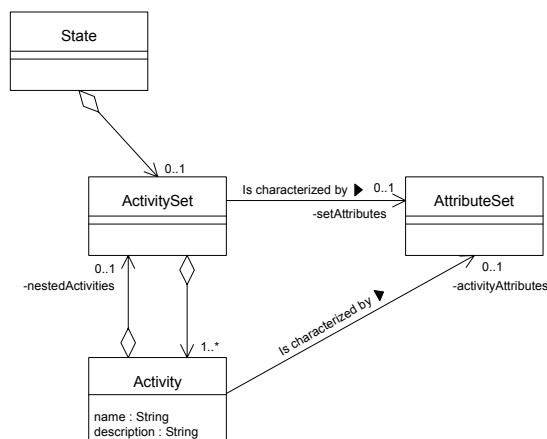 State
0..1
Is characterized by
0..1
ActivitySet
AttributeSet
-setAttributes
0..1
-nestedActivities
0..1
-activityAttributes
Is characterized by
1..*
Activity
name : String
description : String